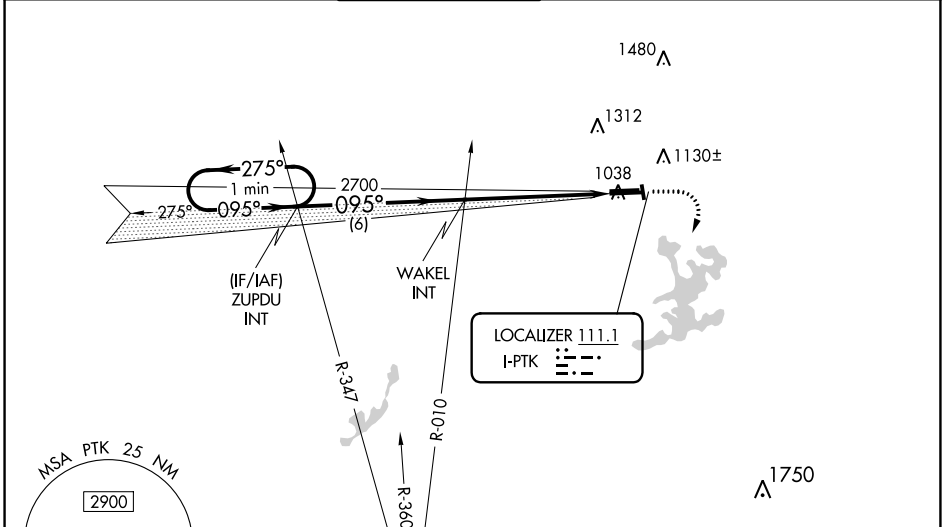 1480
1312
1130±
1038
275°
1 min
2700
275°
095°
095°
(6)
(IF/IAF)
ZUPDU
INT
WAKEL
INT
LOCALIZER 111.1
I-PTK
R-347
R-010
R-360
MSA PTK 25 NM
2900
1750